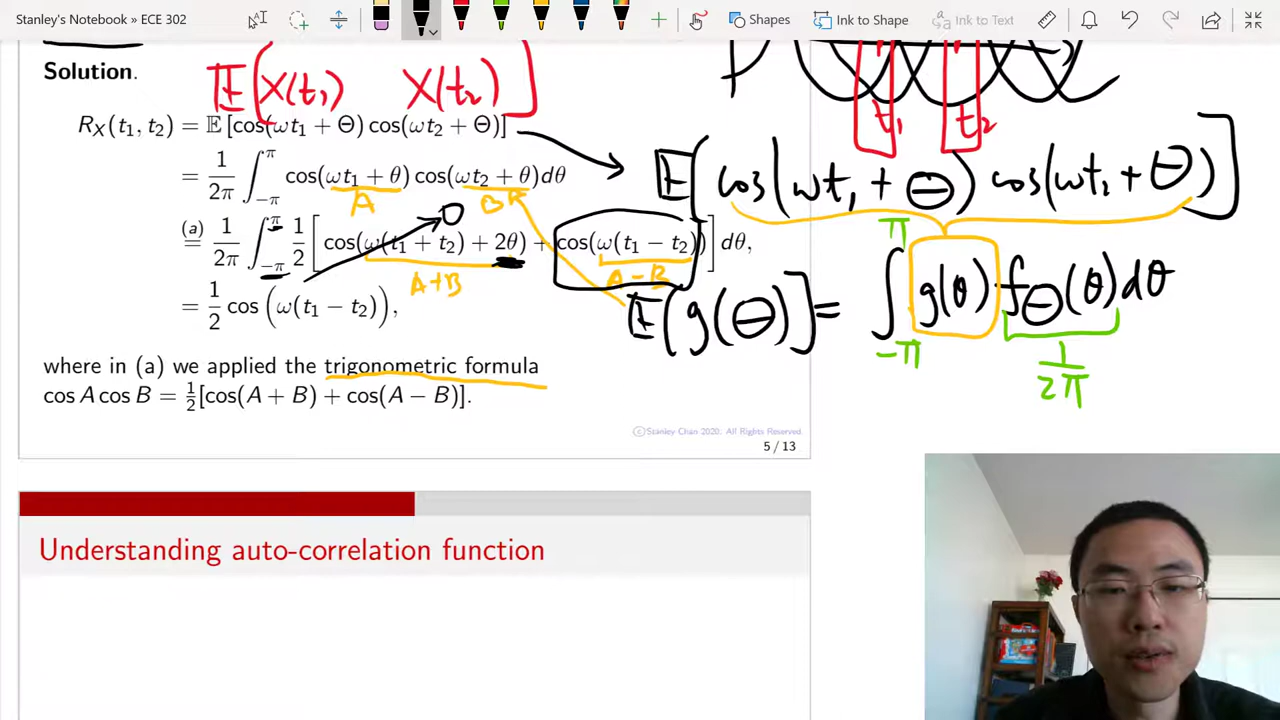 Stanley's Notebook » ECE 302
Shapes
Ink to Shape
Ink to Text
Solution.
𝔼[X(t₁) X(t₂)]
t₁ t₂
R_X(t₁, t₂) = 𝔼[cos(ωt₁ + Θ) cos(ωt₂ + Θ)]
𝔼[cos(ωt₁ + Θ) cos(ωt₂ + Θ)]
= 1/2π ∫_{-π}^{π} cos(ωt₁ + θ) cos(ωt₂ + θ)dθ
A B
0
(a)= 1/2π ∫_{-π}^{π} 1/2 [cos(ω(t₁ + t₂) + 2θ) + cos(ω(t₁ − t₂))] dθ,
A+B A−B
= 1/2 cos (ω(t₁ − t₂)),
𝔼[g(Θ)] = ∫_{-π}^{π} g(θ) f_Θ(θ) dθ
1/2π
where in (a) we applied the trigonometric formula
cos A cos B = ½[cos(A + B) + cos(A − B)].
©Stanley Chan 2020. All Rights Reserved
5 / 13
Understanding auto-correlation function